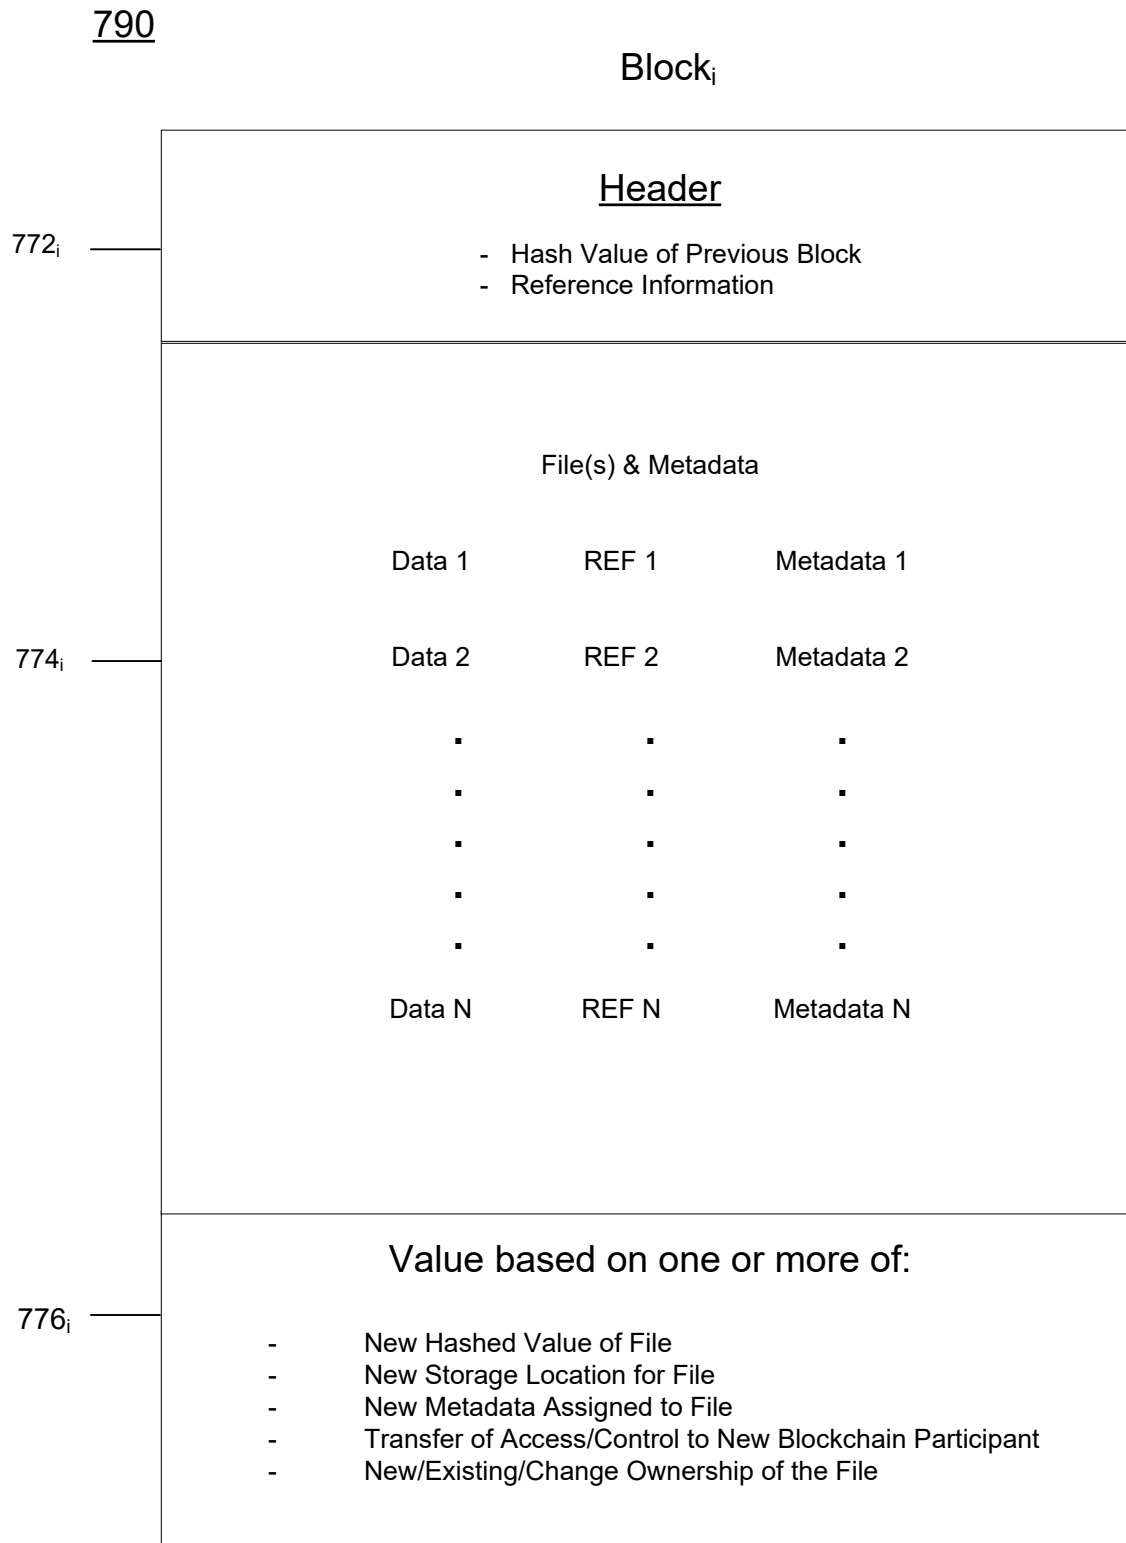 790
Blockᵢ
Header
772ᵢ
- Hash Value of Previous Block
- Reference Information
File(s) & Metadata
Data 1 REF 1 Metadata 1
774ᵢ
Data 2 REF 2 Metadata 2
Data N REF N Metadata N
Value based on one or more of:
776ᵢ
- New Hashed Value of File
- New Storage Location for File
- New Metadata Assigned to File
- Transfer of Access/Control to New Blockchain Participant
- New/Existing/Change Ownership of the File